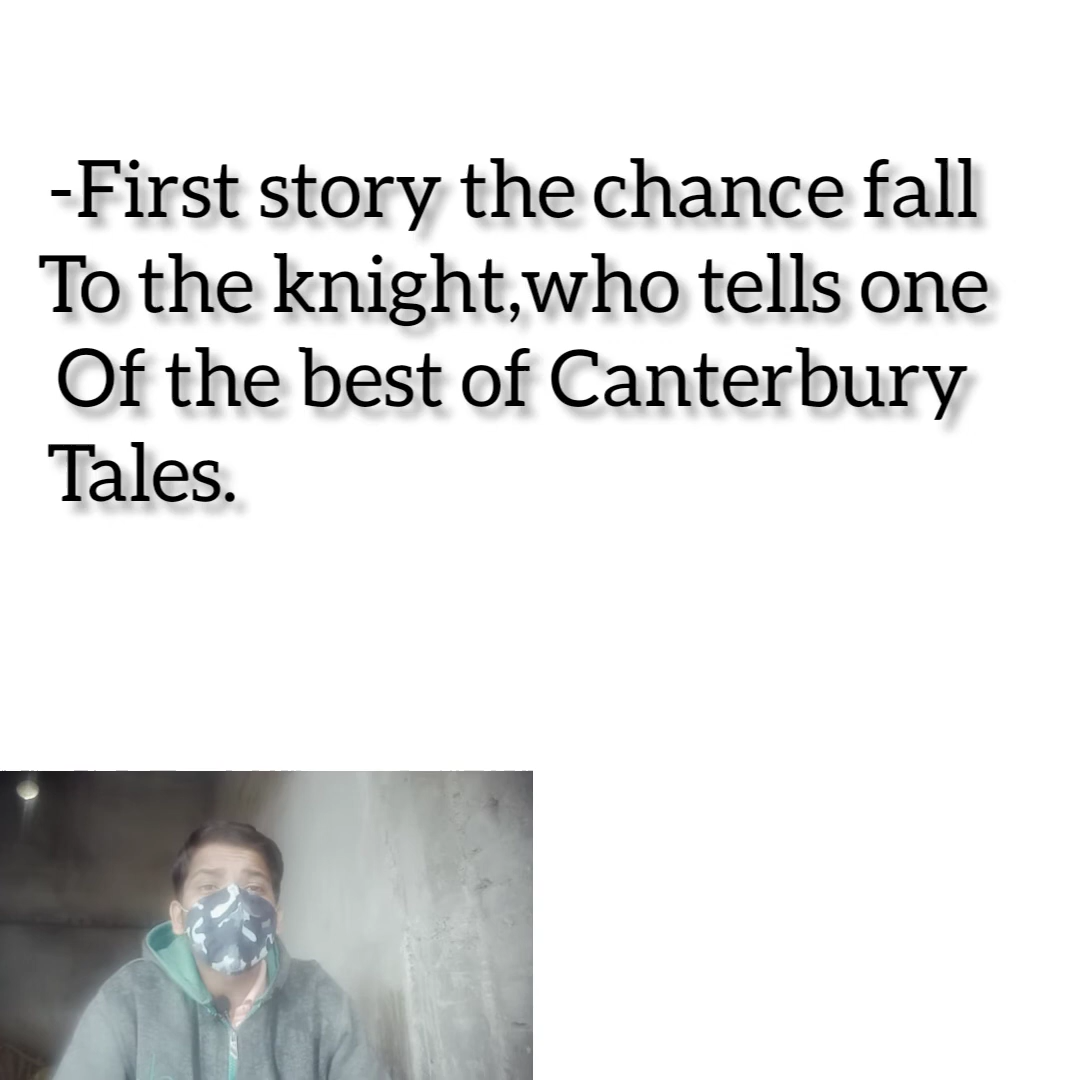 -First story the chance fall
To the knight,who tells one
Of the best of Canterbury
Tales.